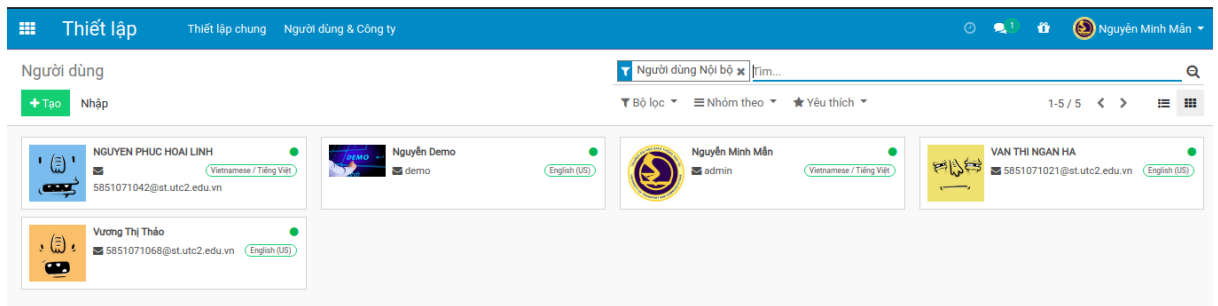 Thiết lập Thiết lập chung Người dùng & Công ty 1 Nguyễn Minh Mẫn
Người dùng Người dùng Nội bộ Tìm...
Tạo Nhập Bộ lọc Nhóm theo Yêu thích 1-5 / 5
NGUYEN PHUC HOAI LINH
Vietnamese / Tiếng Việt
5851071042@st.utc2.edu.vn
DEMO
Nguyễn Demo
demo English (US)
Nguyễn Minh Mẫn
admin Vietnamese / Tiếng Việt
VAN THI NGAN HA
5851071021@st.utc2.edu.vn English (US)
Vương Thị Thảo
5851071068@st.utc2.edu.vn English (US)